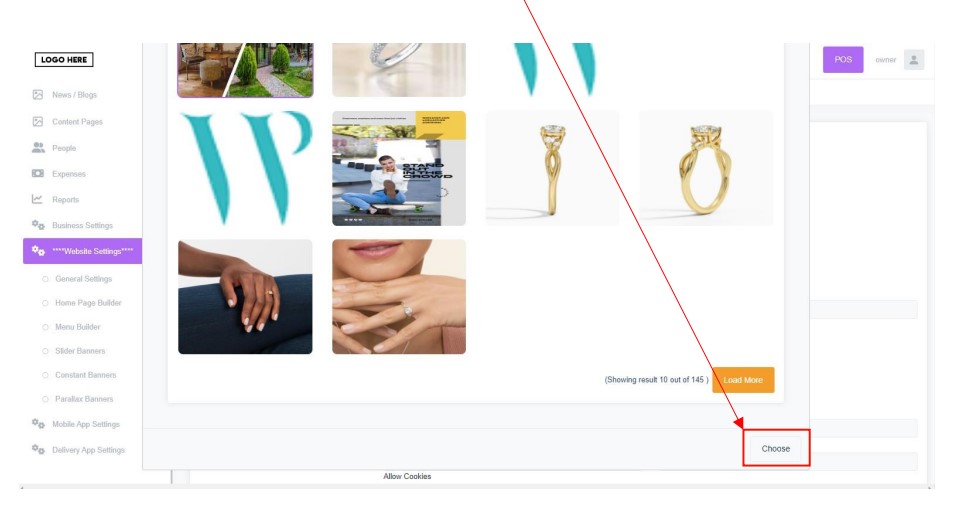 LOGO HERE
POS
owner
News / Blogs
Content Pages
People
Expenses
Reports
Business Settings
****Website Settings****
General Settings
Home Page Builder
Menu Builder
Slider Banners
Constant Banners
Parallax Banners
Mobile App Settings
Delivery App Settings
W
WP
STAND
OUT
IN THE
CROWD
(Showing result 10 out of 145 )
Load More
Choose
Allow Cookies